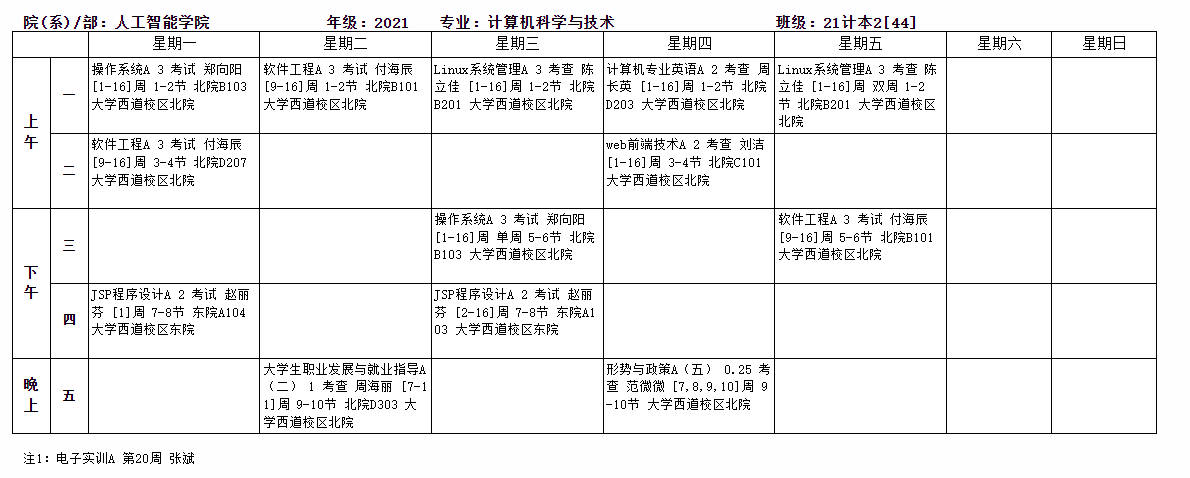 院(系)/部：人工智能学院 年级：2021 专业：计算机科学与技术 班级：21计本2[44]
星期一 星期二 星期三 星期四 星期五 星期六 星期日
上午
一
操作系统A 3 考试 郑向阳
[1-16]周 1-2节 北院B103
大学西道校区北院
软件工程A 3 考试 付海辰
[9-16]周 1-2节 北院B101
大学西道校区北院
Linux系统管理A 3 考查 陈
立佳 [1-16]周 1-2节 北院
B201 大学西道校区北院
计算机专业英语A 2 考查 周
长英 [1-16]周 1-2节 北院
D203 大学西道校区北院
Linux系统管理A 3 考查 陈
立佳 [1-16]周 双周 1-2
节 北院B201 大学西道校区
北院
二
软件工程A 3 考试 付海辰
[9-16]周 3-4节 北院D207
大学西道校区北院
web前端技术A 2 考查 刘洁
[1-16]周 3-4节 北院C101
大学西道校区北院
下午
三
操作系统A 3 考试 郑向阳
[1-16]周 单周 5-6节 北院
B103 大学西道校区北院
软件工程A 3 考试 付海辰
[9-16]周 5-6节 北院B101
大学西道校区北院
四
JSP程序设计A 2 考试 赵丽
芬 [1]周 7-8节 东院A104
大学西道校区东院
JSP程序设计A 2 考试 赵丽
芬 [2-16]周 7-8节 东院A1
03 大学西道校区东院
晚上
五
大学生职业发展与就业指导A
（二） 1 考查 周海丽 [7-1
1]周 9-10节 北院D303 大
学西道校区北院
形势与政策A（五） 0.25 考
查 范微微 [7,8,9,10]周 9
-10节 大学西道校区北院
注1：电子实训A 第20周 张斌